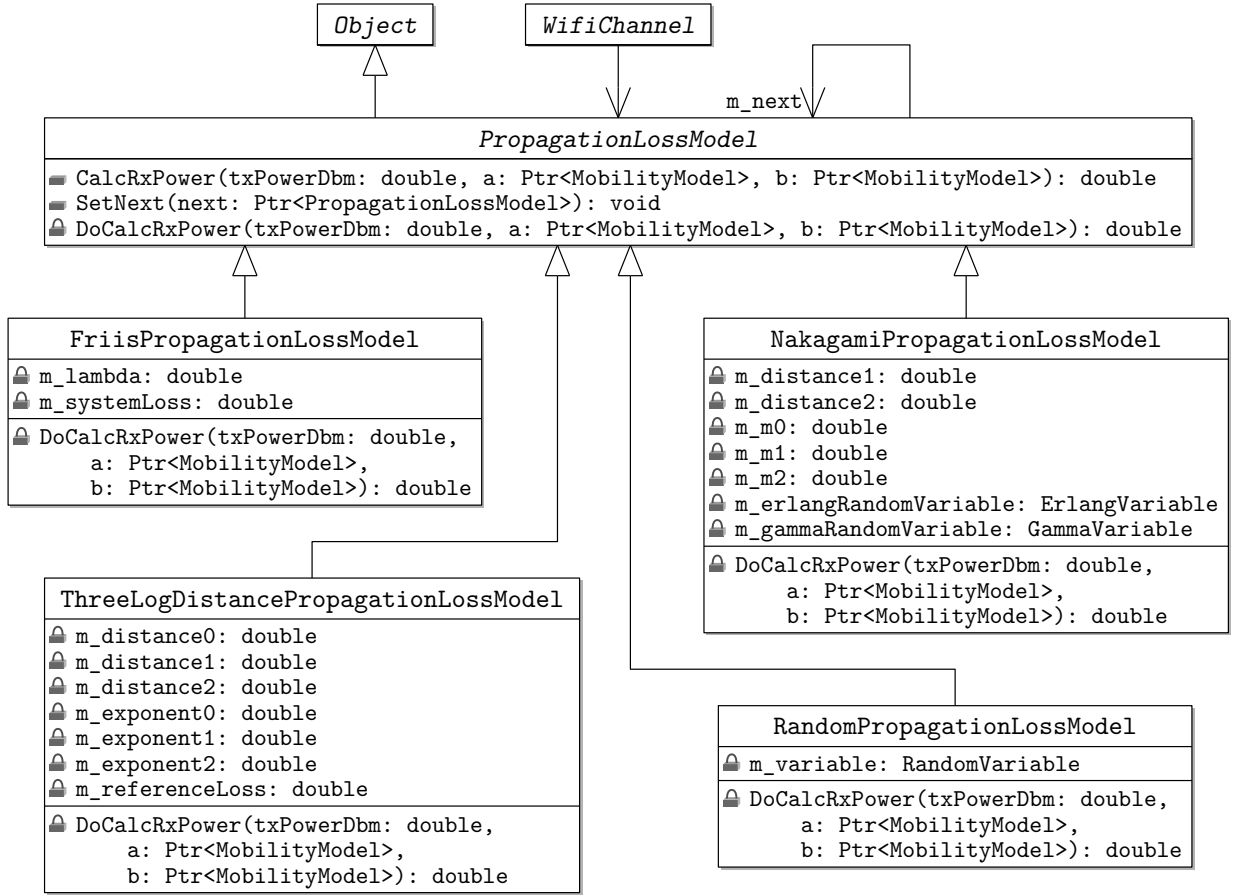 Object
WifiChannel
m_next
PropagationLossModel
CalcRxPower(txPowerDbm: double, a: Ptr<MobilityModel>, b: Ptr<MobilityModel>): double
SetNext(next: Ptr<PropagationLossModel>): void
DoCalcRxPower(txPowerDbm: double, a: Ptr<MobilityModel>, b: Ptr<MobilityModel>): double
FriisPropagationLossModel
m_lambda: double
m_systemLoss: double
DoCalcRxPower(txPowerDbm: double,
a: Ptr<MobilityModel>,
b: Ptr<MobilityModel>): double
NakagamiPropagationLossModel
m_distance1: double
m_distance2: double
m_m0: double
m_m1: double
m_m2: double
m_erlangRandomVariable: ErlangVariable
m_gammaRandomVariable: GammaVariable
DoCalcRxPower(txPowerDbm: double,
a: Ptr<MobilityModel>,
b: Ptr<MobilityModel>): double
ThreeLogDistancePropagationLossModel
m_distance0: double
m_distance1: double
m_distance2: double
m_exponent0: double
m_exponent1: double
m_exponent2: double
m_referenceLoss: double
DoCalcRxPower(txPowerDbm: double,
a: Ptr<MobilityModel>,
b: Ptr<MobilityModel>): double
RandomPropagationLossModel
m_variable: RandomVariable
DoCalcRxPower(txPowerDbm: double,
a: Ptr<MobilityModel>,
b: Ptr<MobilityModel>): double